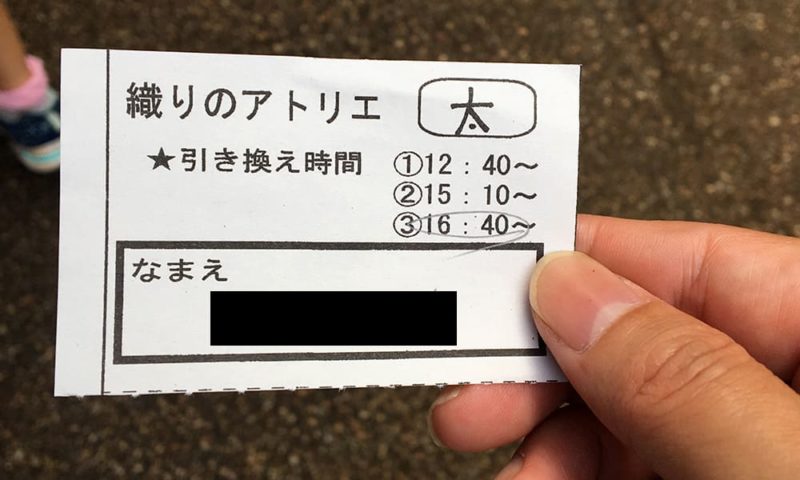 織りのアトリエ 太
★引き換え時間 ①12：40～
②15：10～
③16：40～
なまえ